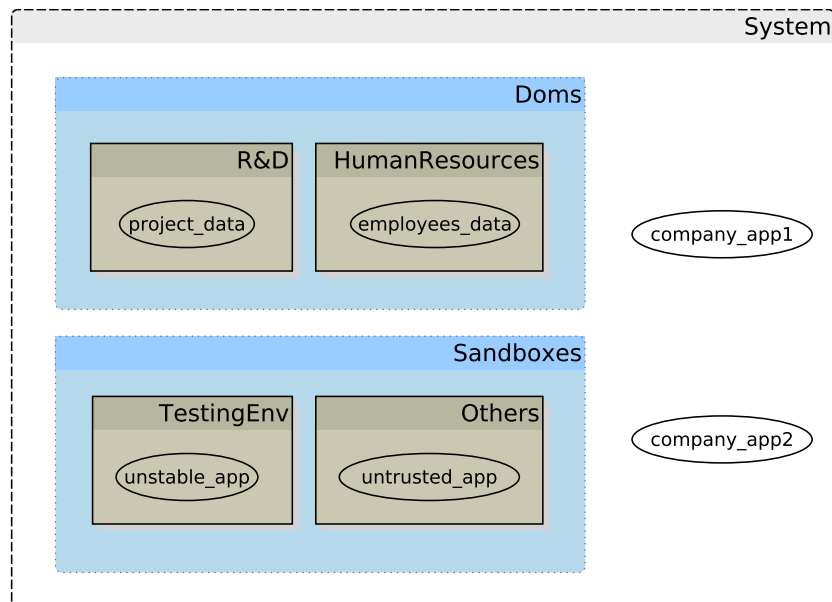 System
Doms
R&D
HumanResources
project_data
employees_data
company_app1
Sandboxes
TestingEnv
Others
company_app2
unstable_app
untrusted_app